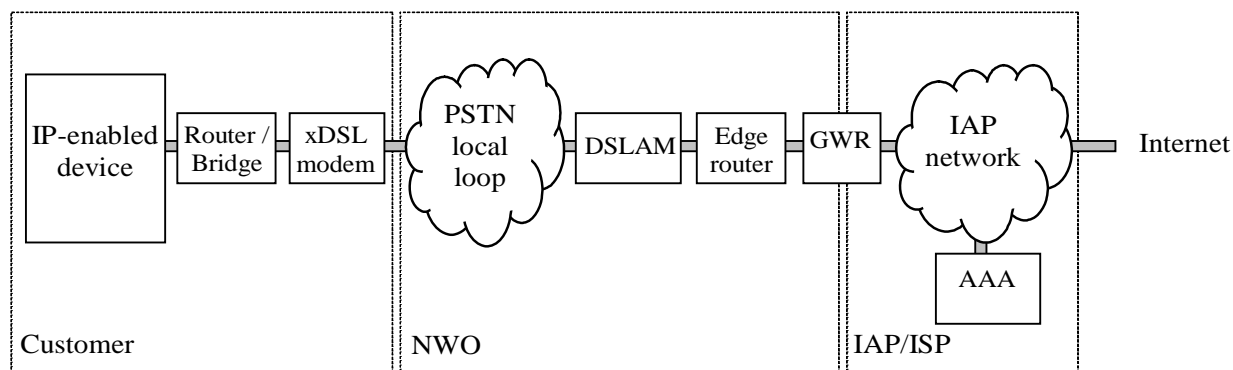 IP-enabled
device
Router /
Bridge
xDSL
modem
PSTN
local
loop
DSLAM
Edge
router
GWR
IAP
network
Internet
AAA
Customer
NWO
IAP/ISP